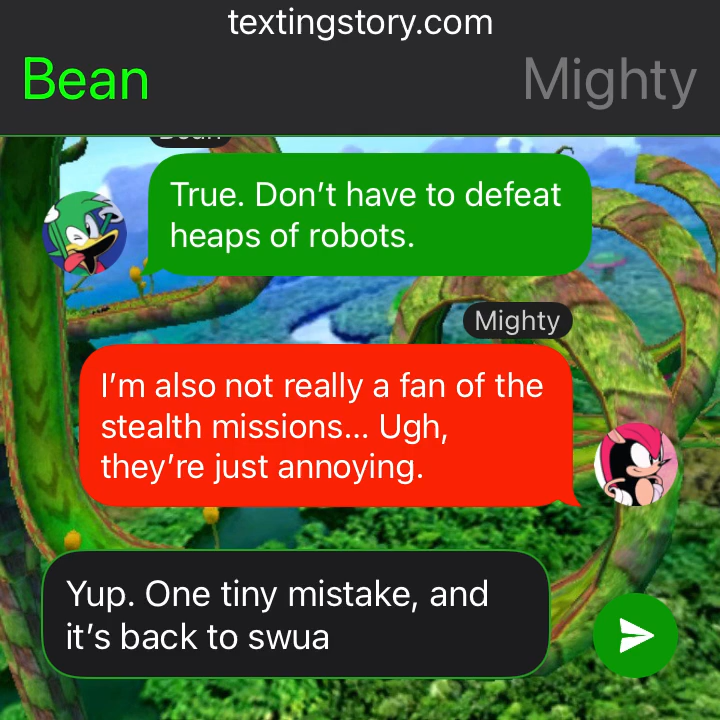 textingstory.com
Bean
Mighty
Bean
True. Don’t have to defeat
heaps of robots.
Mighty
I’m also not really a fan of the
stealth missions... Ugh,
they’re just annoying.
Yup. One tiny mistake, and
it’s back to swua